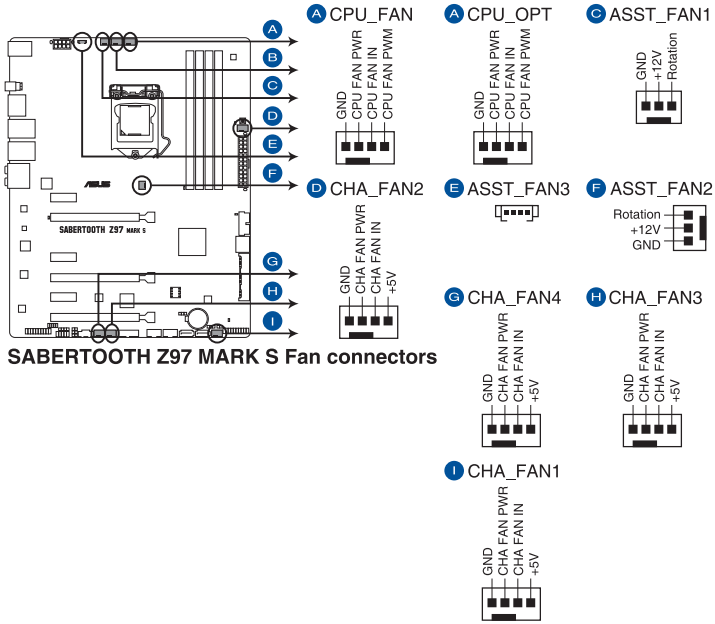 A
B
C
D
E
F
G
H
I
ASUS
SABERTOOTH Z97 MARK S
SABERTOOTH Z97 MARK S Fan connectors
A CPU_FAN
GND
CPU FAN PWR
CPU FAN IN
CPU FAN PWM
A CPU_OPT
GND
CPU FAN PWR
CPU FAN IN
CPU FAN PWM
C ASST_FAN1
GND
+12V
Rotation
D CHA_FAN2
GND
CHA FAN PWR
CHA FAN IN
+5V
E ASST_FAN3
F ASST_FAN2
Rotation
+12V
GND
G CHA_FAN4
GND
CHA FAN PWR
CHA FAN IN
+5V
H CHA_FAN3
GND
CHA FAN PWR
CHA FAN IN
+5V
I CHA_FAN1
GND
CHA FAN PWR
CHA FAN IN
+5V